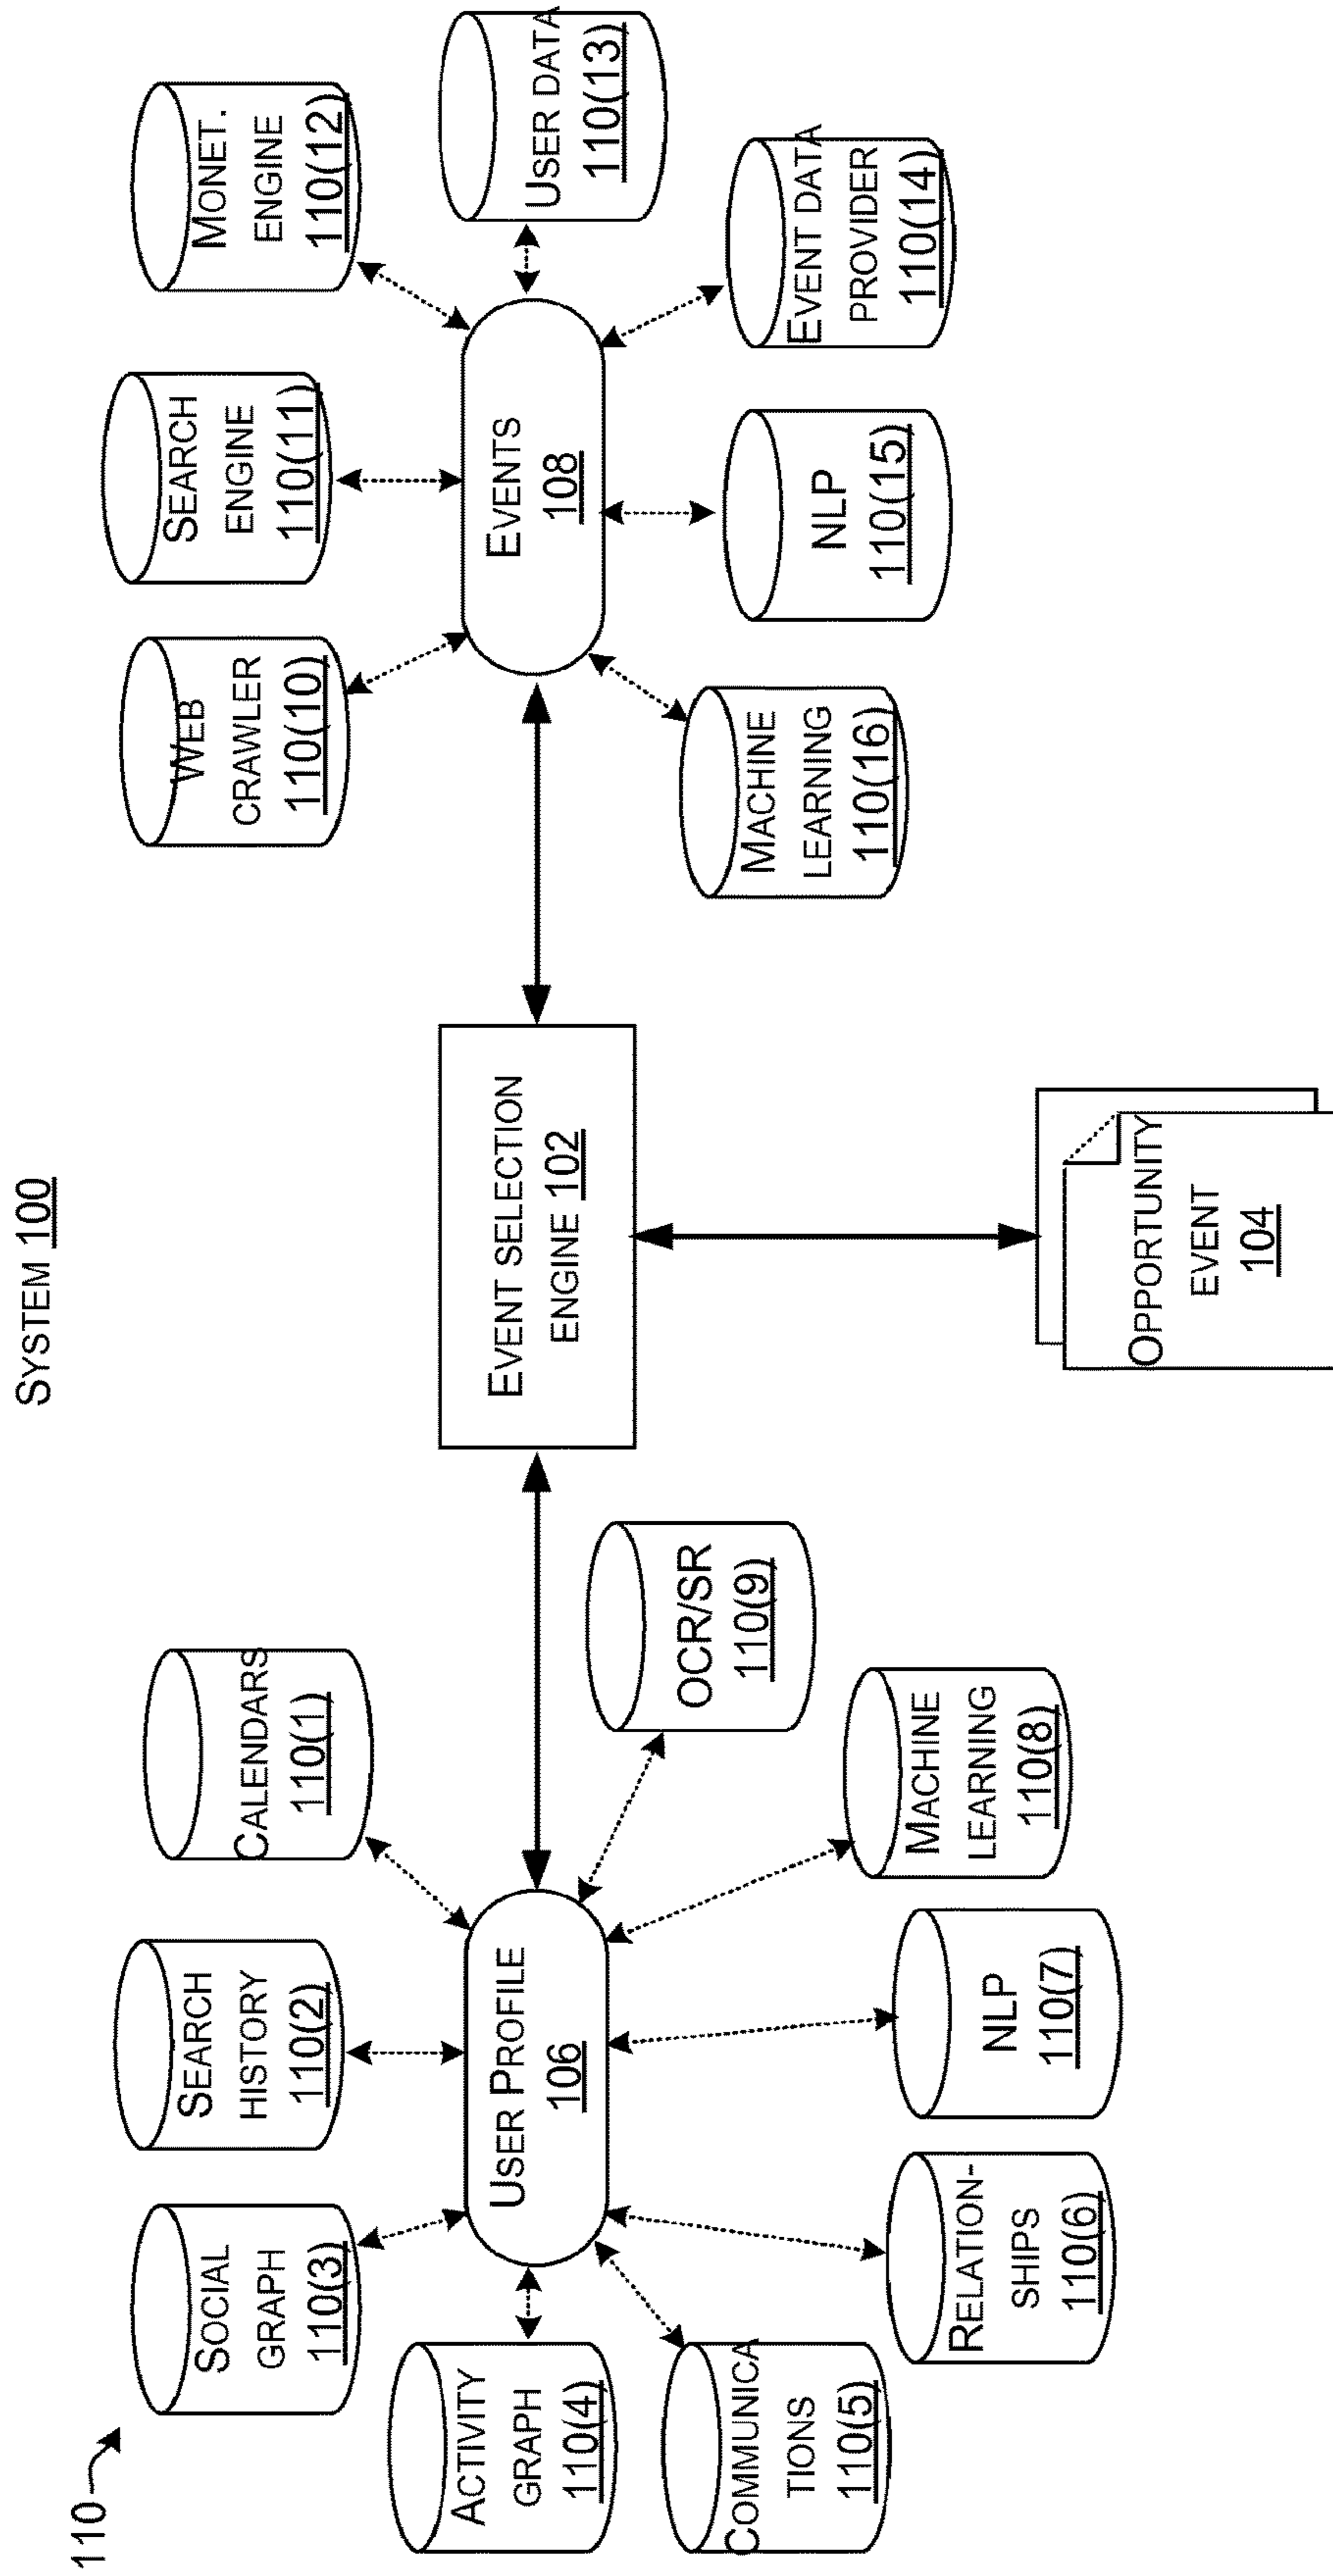 SYSTEM 100
110
SOCIAL
GRAPH
110(3)
SEARCH
HISTORY
110(2)
CALENDARS
110(1)
WEB
CRAWLER
110(10)
SEARCH
ENGINE
110(11)
MONET.
ENGINE
110(12)
ACTIVITY
GRAPH
110(4)
USER PROFILE
106
EVENT SELECTION
ENGINE 102
EVENTS
108
USER DATA
110(13)
COMMUNICA
TIONS
110(5)
RELATION-
SHIPS
110(6)
NLP
110(7)
MACHINE
LEARNING
110(8)
OCR/SR
110(9)
MACHINE
LEARNING
110(16)
NLP
110(15)
EVENT DATA
PROVIDER
110(14)
OPPORTUNITY
EVENT
104